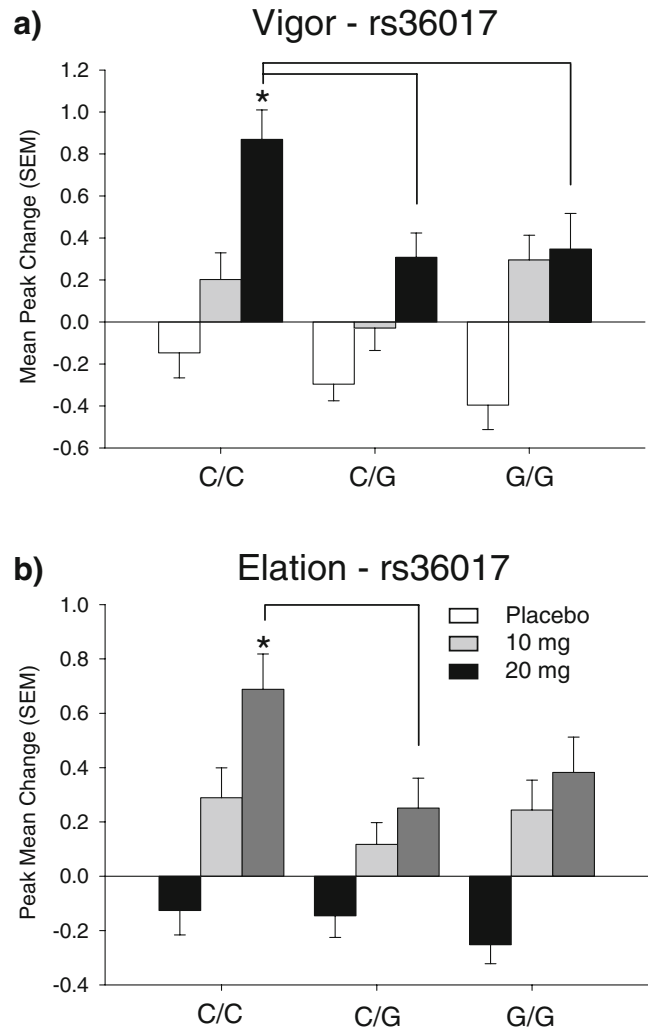 a)
Vigor - rs36017
Mean Peak Change (SEM)
1.2
1.0
0.8
0.6
0.4
0.2
0.0
-0.2
-0.4
-0.6
*
C/C C/G G/G
b)
Elation - rs36017
Peak Mean Change (SEM)
1.0
0.8
0.6
0.4
0.2
0.0
-0.2
-0.4
*
Placebo
10 mg
20 mg
C/C C/G G/G